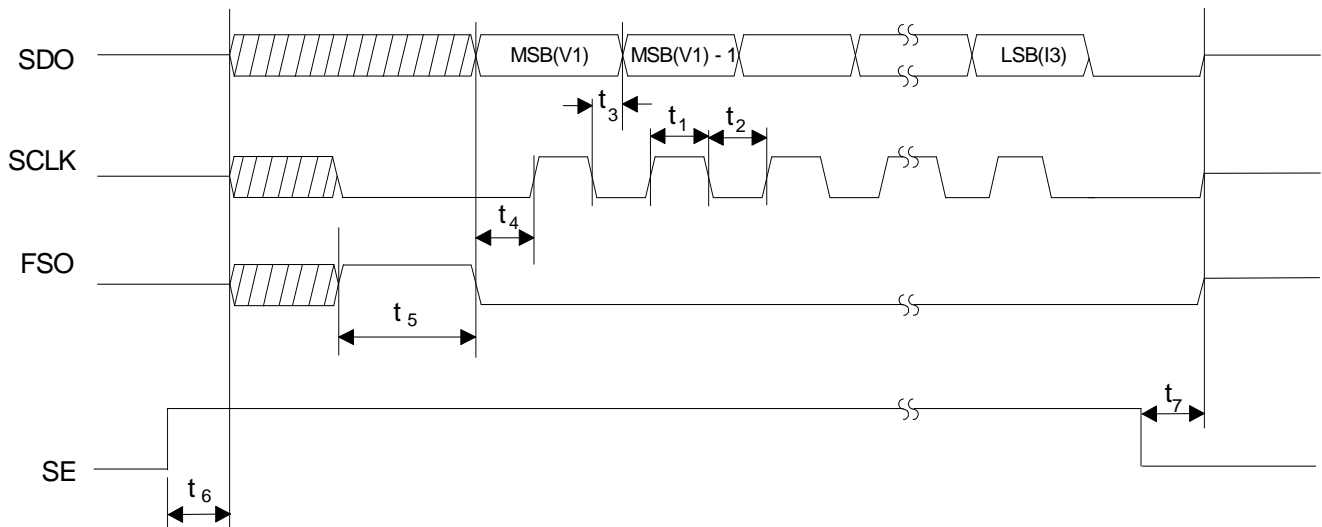 SDO
MSB(V1)
MSB(V1) - 1
LSB(I3)
t3
t1
t2
SCLK
t4
FSO
t5
t7
SE
t6